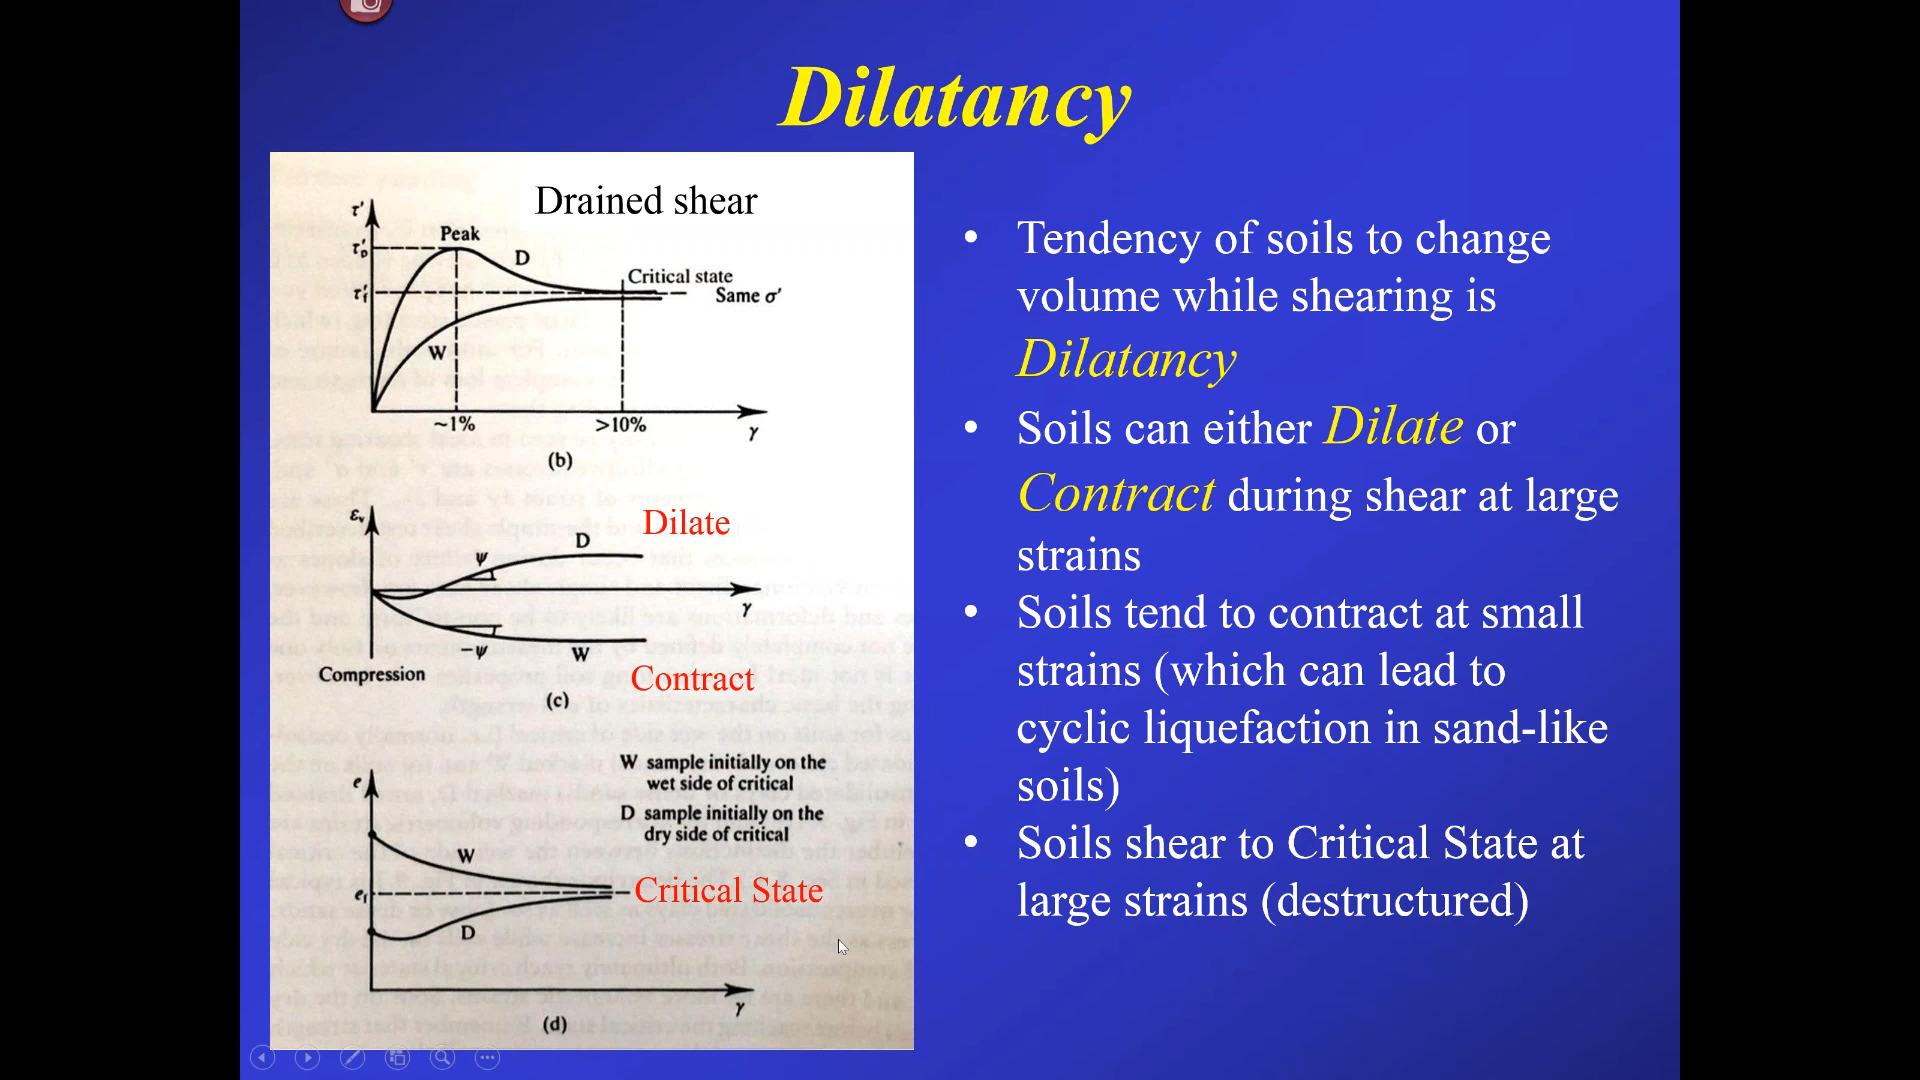 Dilatancy
Drained shear
τ'
τ'D
Peak
D
Critical state
τ'f
Same σ'
W
~1%
>10%
γ
(b)
εv
Dilate
D
ψ
γ
−ψ
W
Compression
Contract
(c)
W sample initially on the
wet side of critical
D sample initially on the
dry side of critical
e
W
ef
Critical State
D
γ
(d)
• Tendency of soils to change
volume while shearing is
Dilatancy
• Soils can either Dilate or
Contract during shear at large
strains
• Soils tend to contract at small
strains (which can lead to
cyclic liquefaction in sand-like
soils)
• Soils shear to Critical State at
large strains (destructured)